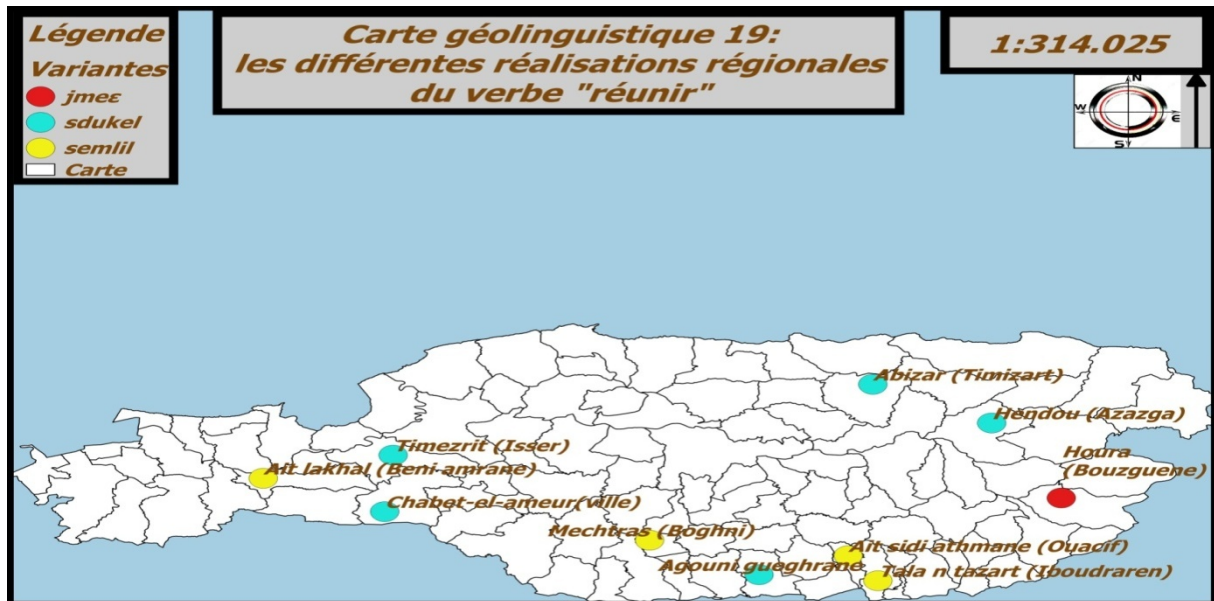 Légende
Variantes
jmeε
sdukel
semlil
Carte
Carte géolinguistique 19:
les différentes réalisations régionales
du verbe "réunir"
1:314.025
N
W
E
S
Abizar (Timizart)
Hendou (Azazga)
Houra
(Bouzguene)
Timezrit (Isser)
Ait lakhal (Beni-amrane)
Chabet-el-ameur(ville)
Mechtras (Boghni)
Ait sidi athmane (Ouacif)
Agouni gueghrane
Tala n tazart (Iboudraren)